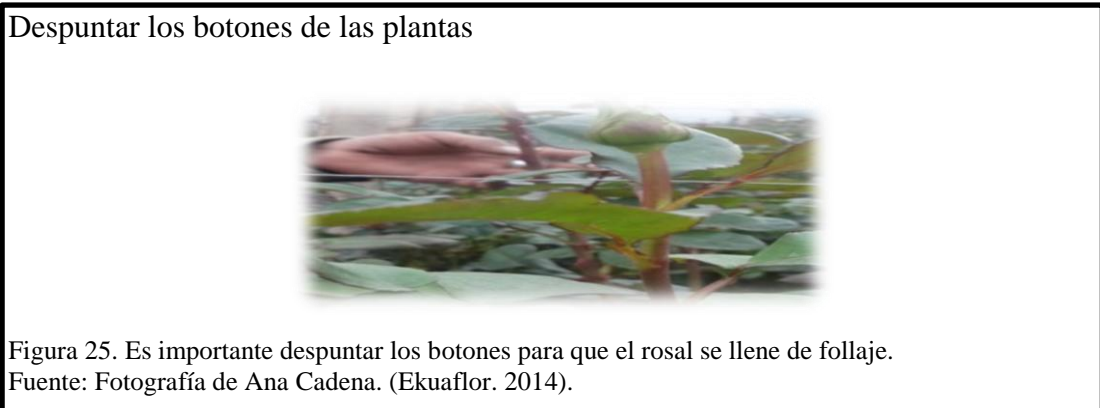 Despuntar los botones de las plantas
Figura 25. Es importante despuntar los botones para que el rosal se llene de follaje.
Fuente: Fotografía de Ana Cadena. (Ekuaflor. 2014).